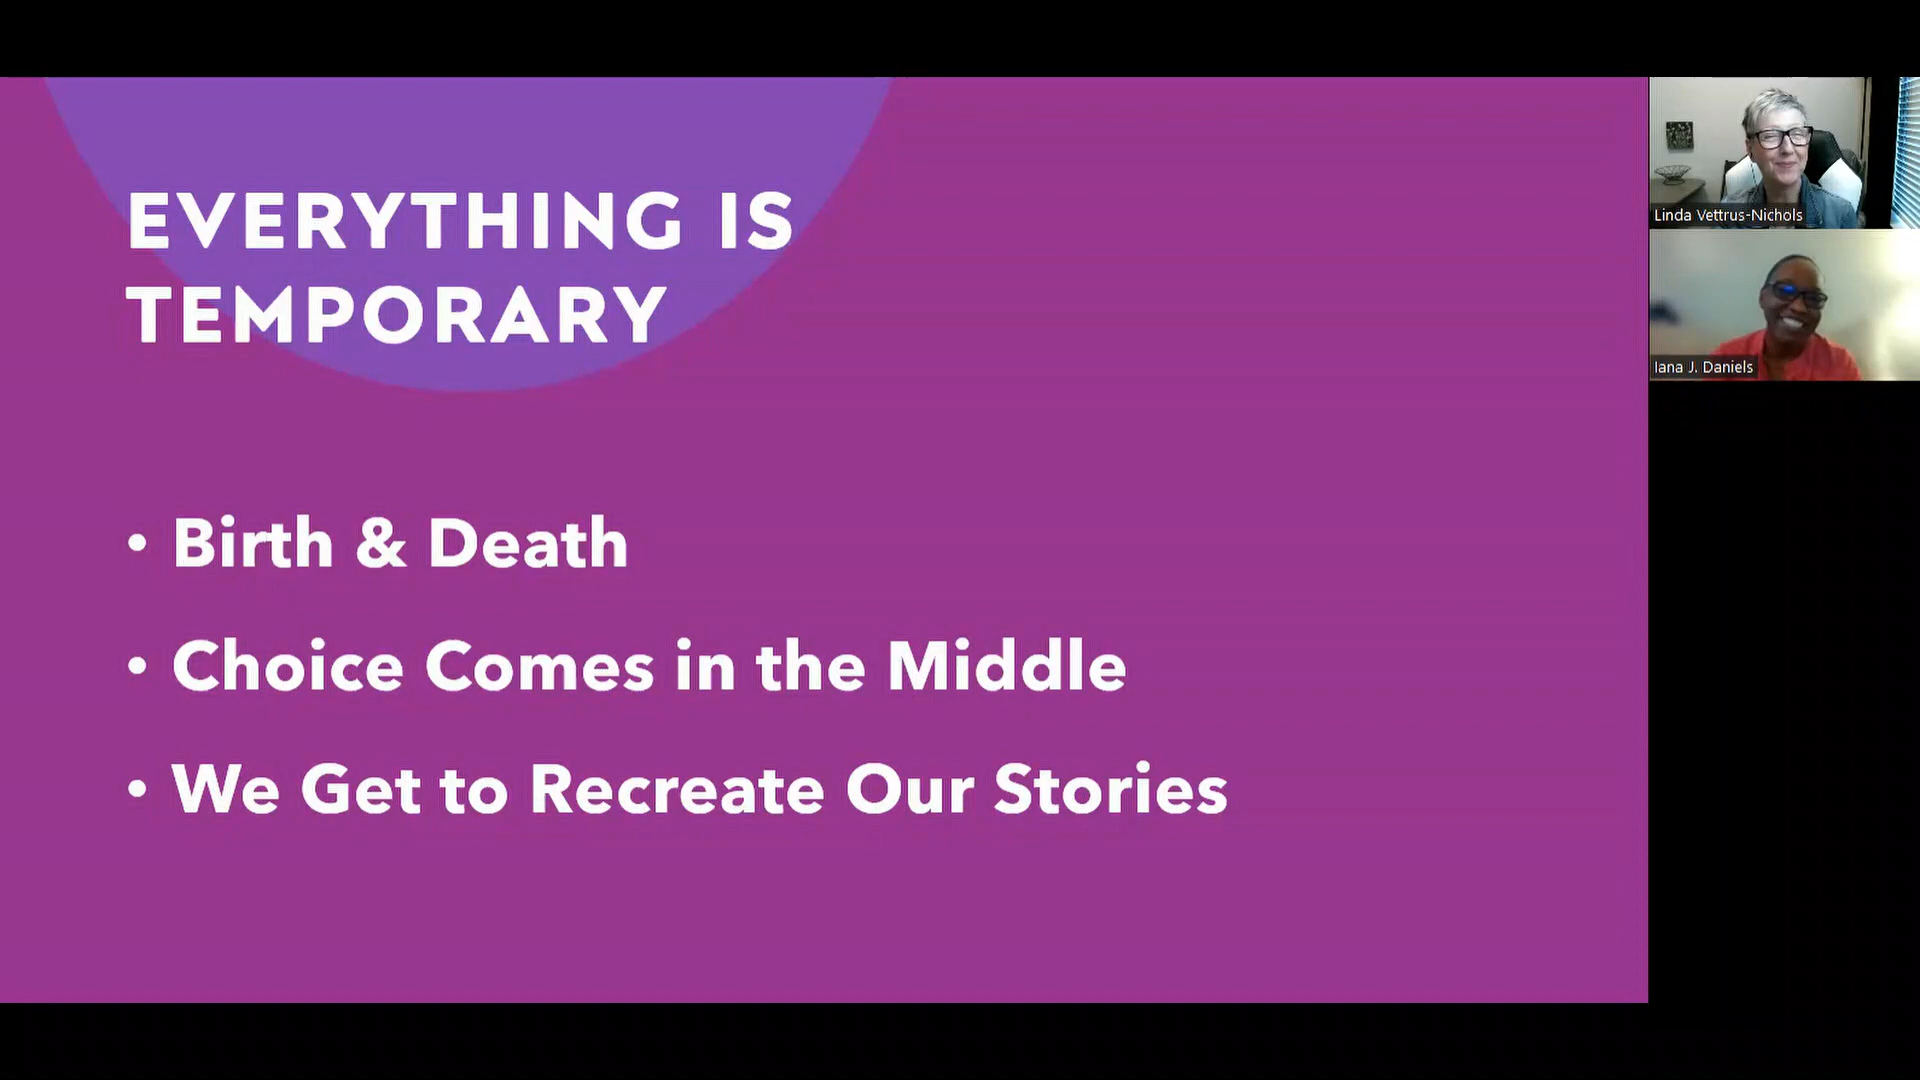 EVERYTHING IS
TEMPORARY
• Birth & Death
• Choice Comes in the Middle
• We Get to Recreate Our Stories
Linda Vettrus-Nichols
Iana J. Daniels